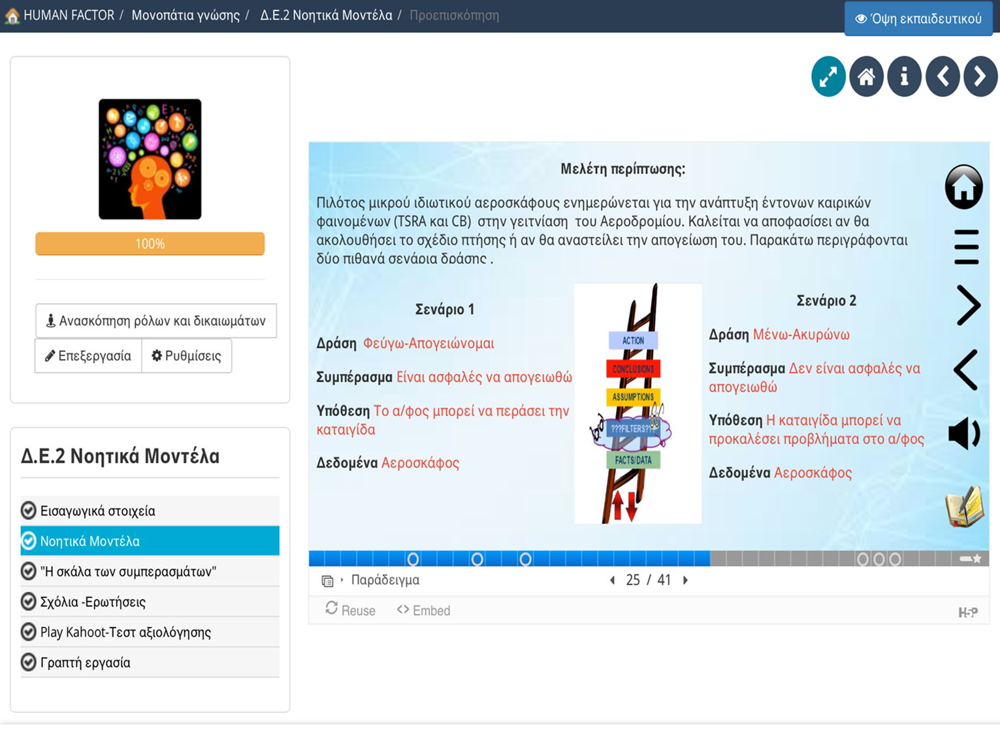 HUMAN FACTOR / Μονοπάτια γνώσης / Δ.Ε.2 Νοητικά Μοντέλα / Προεπισκόπηση
Όψη εκπαιδευτικού
100%
Ανασκόπηση ρόλων και δικαιωμάτων
Επεξεργασία Ρυθμίσεις
Δ.Ε.2 Νοητικά Μοντέλα
Εισαγωγικά στοιχεία
Νοητικά Μοντέλα
"Η σκάλα των συμπερασμάτων"
Σχόλια -Ερωτήσεις
Play Kahoot-Τεστ αξιολόγησης
Γραπτή εργασία
Μελέτη περίπτωσης:
Πιλότος μικρού ιδιωτικού αεροσκάφους ενημερώνεται για την ανάπτυξη έντονων καιρικών
φαινομένων (TSRA και CB) στην γειτνίαση του Αεροδρομίου. Καλείται να αποφασίσει αν θα
ακολουθήσει το σχέδιο πτήσης ή αν θα αναστείλει την απογείωση του. Παρακάτω περιγράφονται
δύο πιθανά σενάρια δράσης .
Σενάριο 1
Δράση Φεύγω-Απογειώνομαι
Συμπέρασμα Είναι ασφαλές να απογειωθώ
Υπόθεση Το α/φος μπορεί να περάσει την
καταιγίδα
Δεδομένα Αεροσκάφος
ACTION
CONCLUSIONS
ASSUMPTIONS
???FILTERS???
FACTS/DATA
Σενάριο 2
Δράση Μένω-Ακυρώνω
Συμπέρασμα Δεν είναι ασφαλές να
απογειωθώ
Υπόθεση Η καταιγίδα μπορεί να
προκαλέσει προβλήματα στο α/φος
Δεδομένα Αεροσκάφος
Παράδειγμα
25 / 41
Reuse Embed
H5P